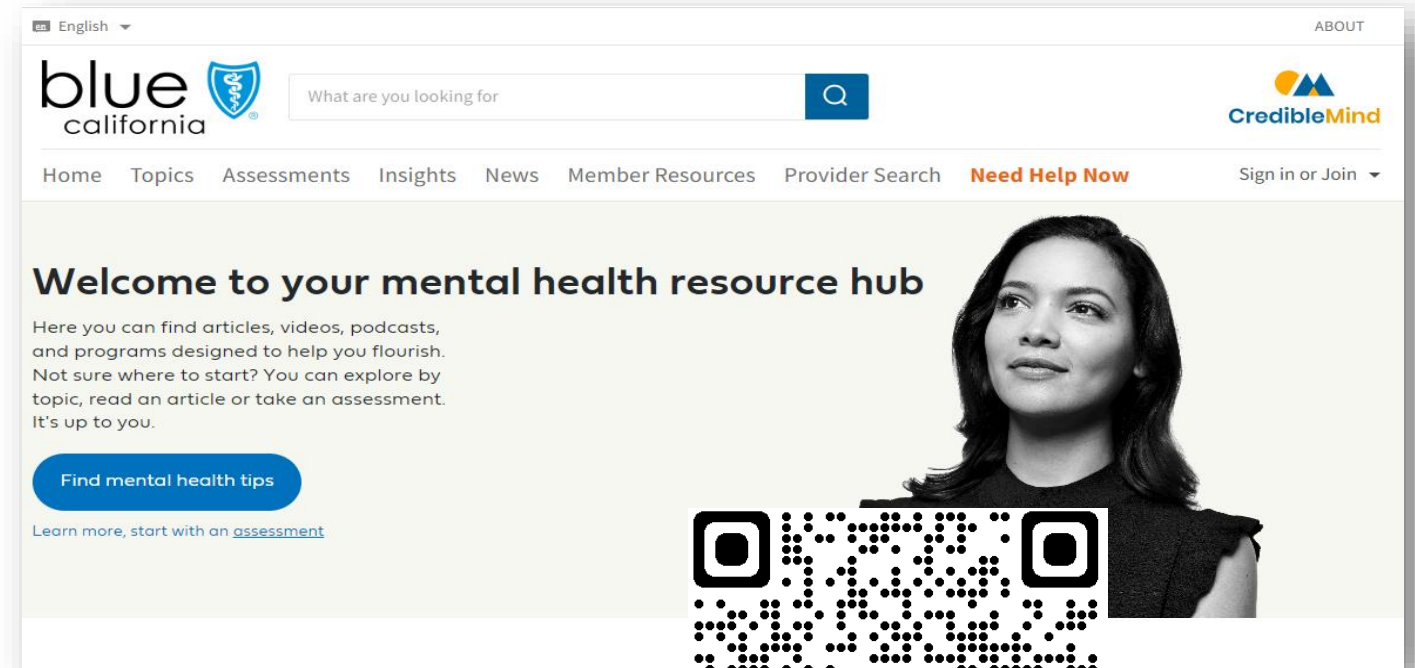 en English
ABOUT
blue
california
®
What are you looking for
CredibleMind
Home Topics Assessments Insights News Member Resources Provider Search Need Help Now Sign in or Join
Welcome to your mental health resource hub
Here you can find articles, videos, podcasts,
and programs designed to help you flourish.
Not sure where to start? You can explore by
topic, read an article or take an assessment.
It's up to you.
Find mental health tips
Learn more, start with an assessment